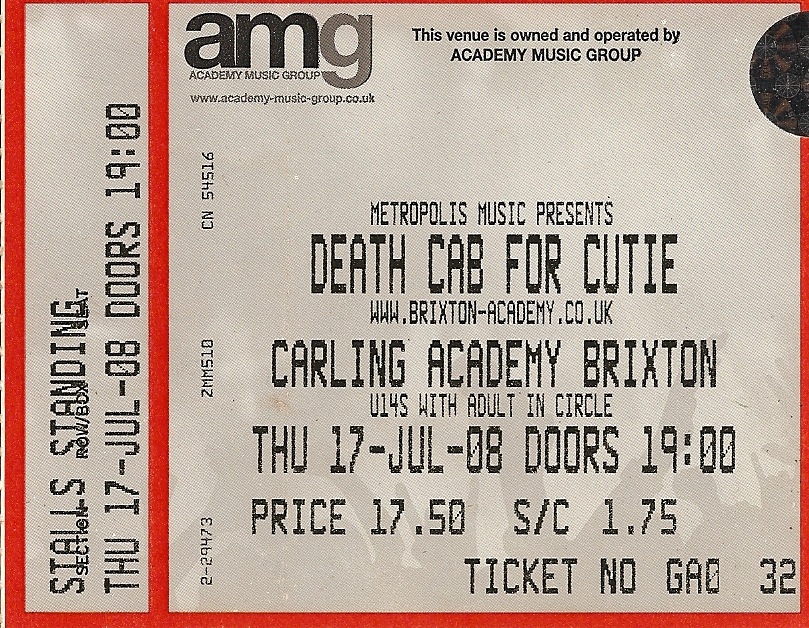 amg
ACADEMY MUSIC GROUP
www.academy-music-group.co.uk
This venue is owned and operated by
ACADEMY MUSIC GROUP
METROPOLIS MUSIC PRESENTS
DEATH CAB FOR CUTIE
WWW.BRIXTON-ACADEMY.CO.UK
CARLING ACADEMY BRIXTON
U14S WITH ADULT IN CIRCLE
THU 17-JUL-08 DOORS 19:00
PRICE 17.50 S/C 1.75
TICKET NO GA0 32
CN 54516
ZMM510
2-29473
STALLS STANDING
SECTION ROW/BOX SEAT
THU 17-JUL-08 DOORS 19:00